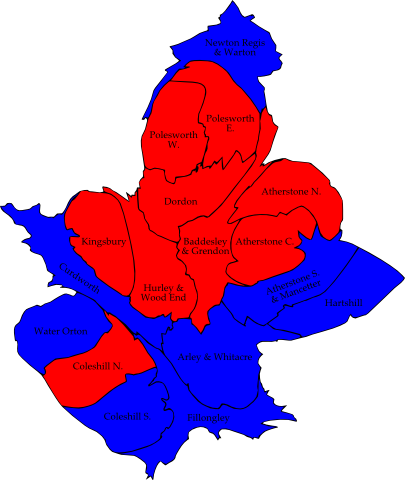 Newton Regis
& Warton
Polesworth
E.
Polesworth
W.
Atherstone N.
Dordon
Kingsbury
Baddesley
& Grendon
Atherstone C.
Curdworth
Hurley &
Wood End
Atherstone S.
& Mancetter
Hartshill
Water Orton
Arley & Whitacre
Coleshill N.
Coleshill S.
Fillongley